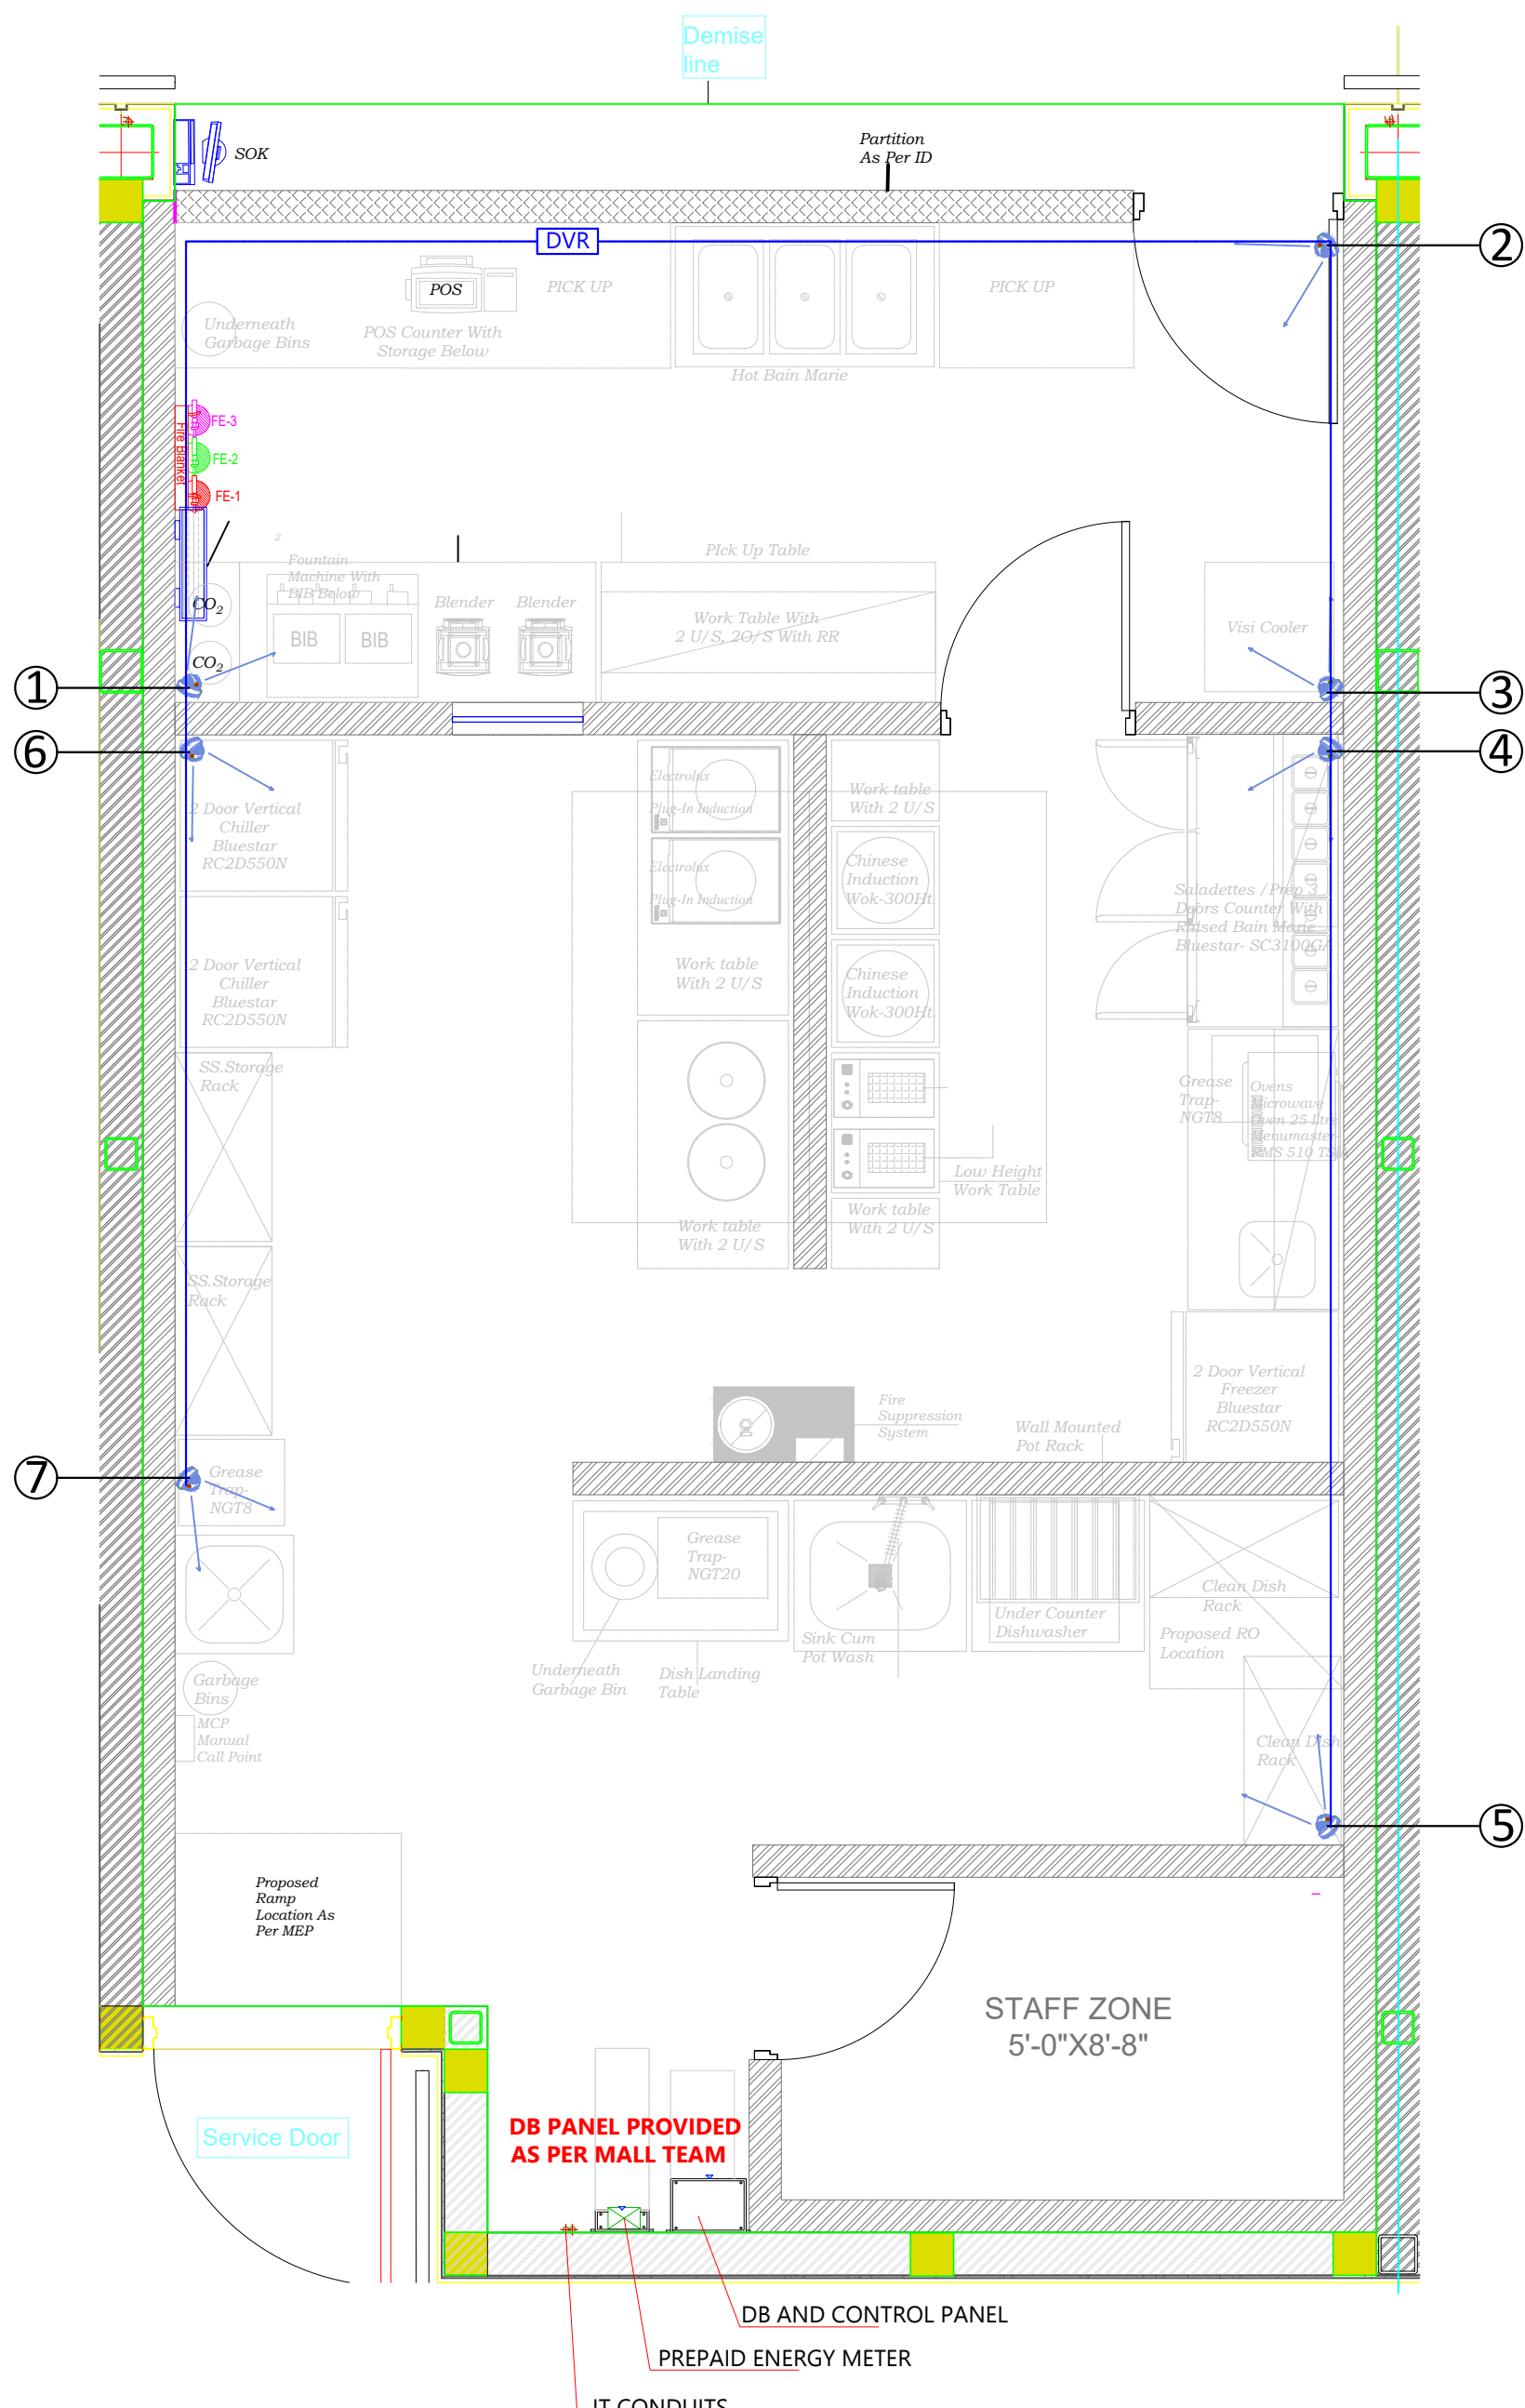 Demise
line
SOK
Partition
As Per ID
DVR
②
POS
PICK UP
PICK UP
Underneath
Garbage Bins
POS Counter With
Storage Below
Hot Bain Marie
Fire Blanket
FE-3
FE-2
FE-1
2
Fountain
Machine With
BIB Below
PIck Up Table
CO2
BIB
BIB
Blender
Blender
Work Table With
2 U/S, 2O/S With RR
Visi Cooler
CO2
①
③
⑥
④
2 Door Vertical
Chiller
Bluestar
RC2D550N
Electrolux
Plug-In Induction
Electrolux
Plug-In Induction
Work table
With 2 U/S
Chinese
Induction
Wok-300Ht.
Saladettes /Prep 3
Doors Counter With
Raised Bain Marie
Bluestar- SC3100GA
2 Door Vertical
Chiller
Bluestar
RC2D550N
Work table
With 2 U/S
Chinese
Induction
Wok-300Ht.
SS.Storage
Rack
Grease
Trap-
NGT8
Ovens
Microwave
Oven 25 Ltrs
Menumaster-
RMS 510 TS
Low Height
Work Table
Work table
With 2 U/S
Work table
With 2 U/S
SS.Storage
Rack
Fire
Suppression
System
Wall Mounted
Pot Rack
2 Door Vertical
Freezer
Bluestar
RC2D550N
⑦
Grease
Trap-
NGT8
Grease
Trap-
NGT20
Clean Dish
Rack
Under Counter
Dishwasher
Sink Cum
Pot Wash
Proposed RO
Location
Underneath
Garbage Bin
Dish Landing
Table
Garbage
Bins
MCP
Manual
Call Point
Clean Dish
Rack
⑤
Proposed
Ramp
Location As
Per MEP
STAFF ZONE
5'-0"X8'-8"
Service Door
DB PANEL PROVIDED
AS PER MALL TEAM
DB AND CONTROL PANEL
PREPAID ENERGY METER
IT CONDUITS